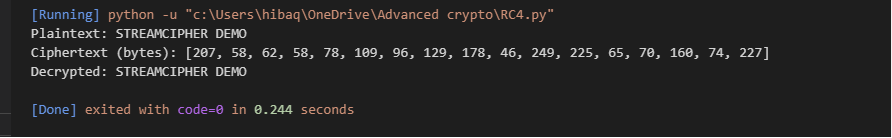 [Running] python -u "c:\Users\hibaq\OneDrive\Advanced crypto\RC4.py"
Plaintext: STREAMCIPHER DEMO
Ciphertext (bytes): [207, 58, 62, 58, 78, 109, 96, 129, 178, 46, 249, 225, 65, 70, 160, 74, 227]
Decrypted: STREAMCIPHER DEMO
[Done] exited with code=0 in 0.244 seconds